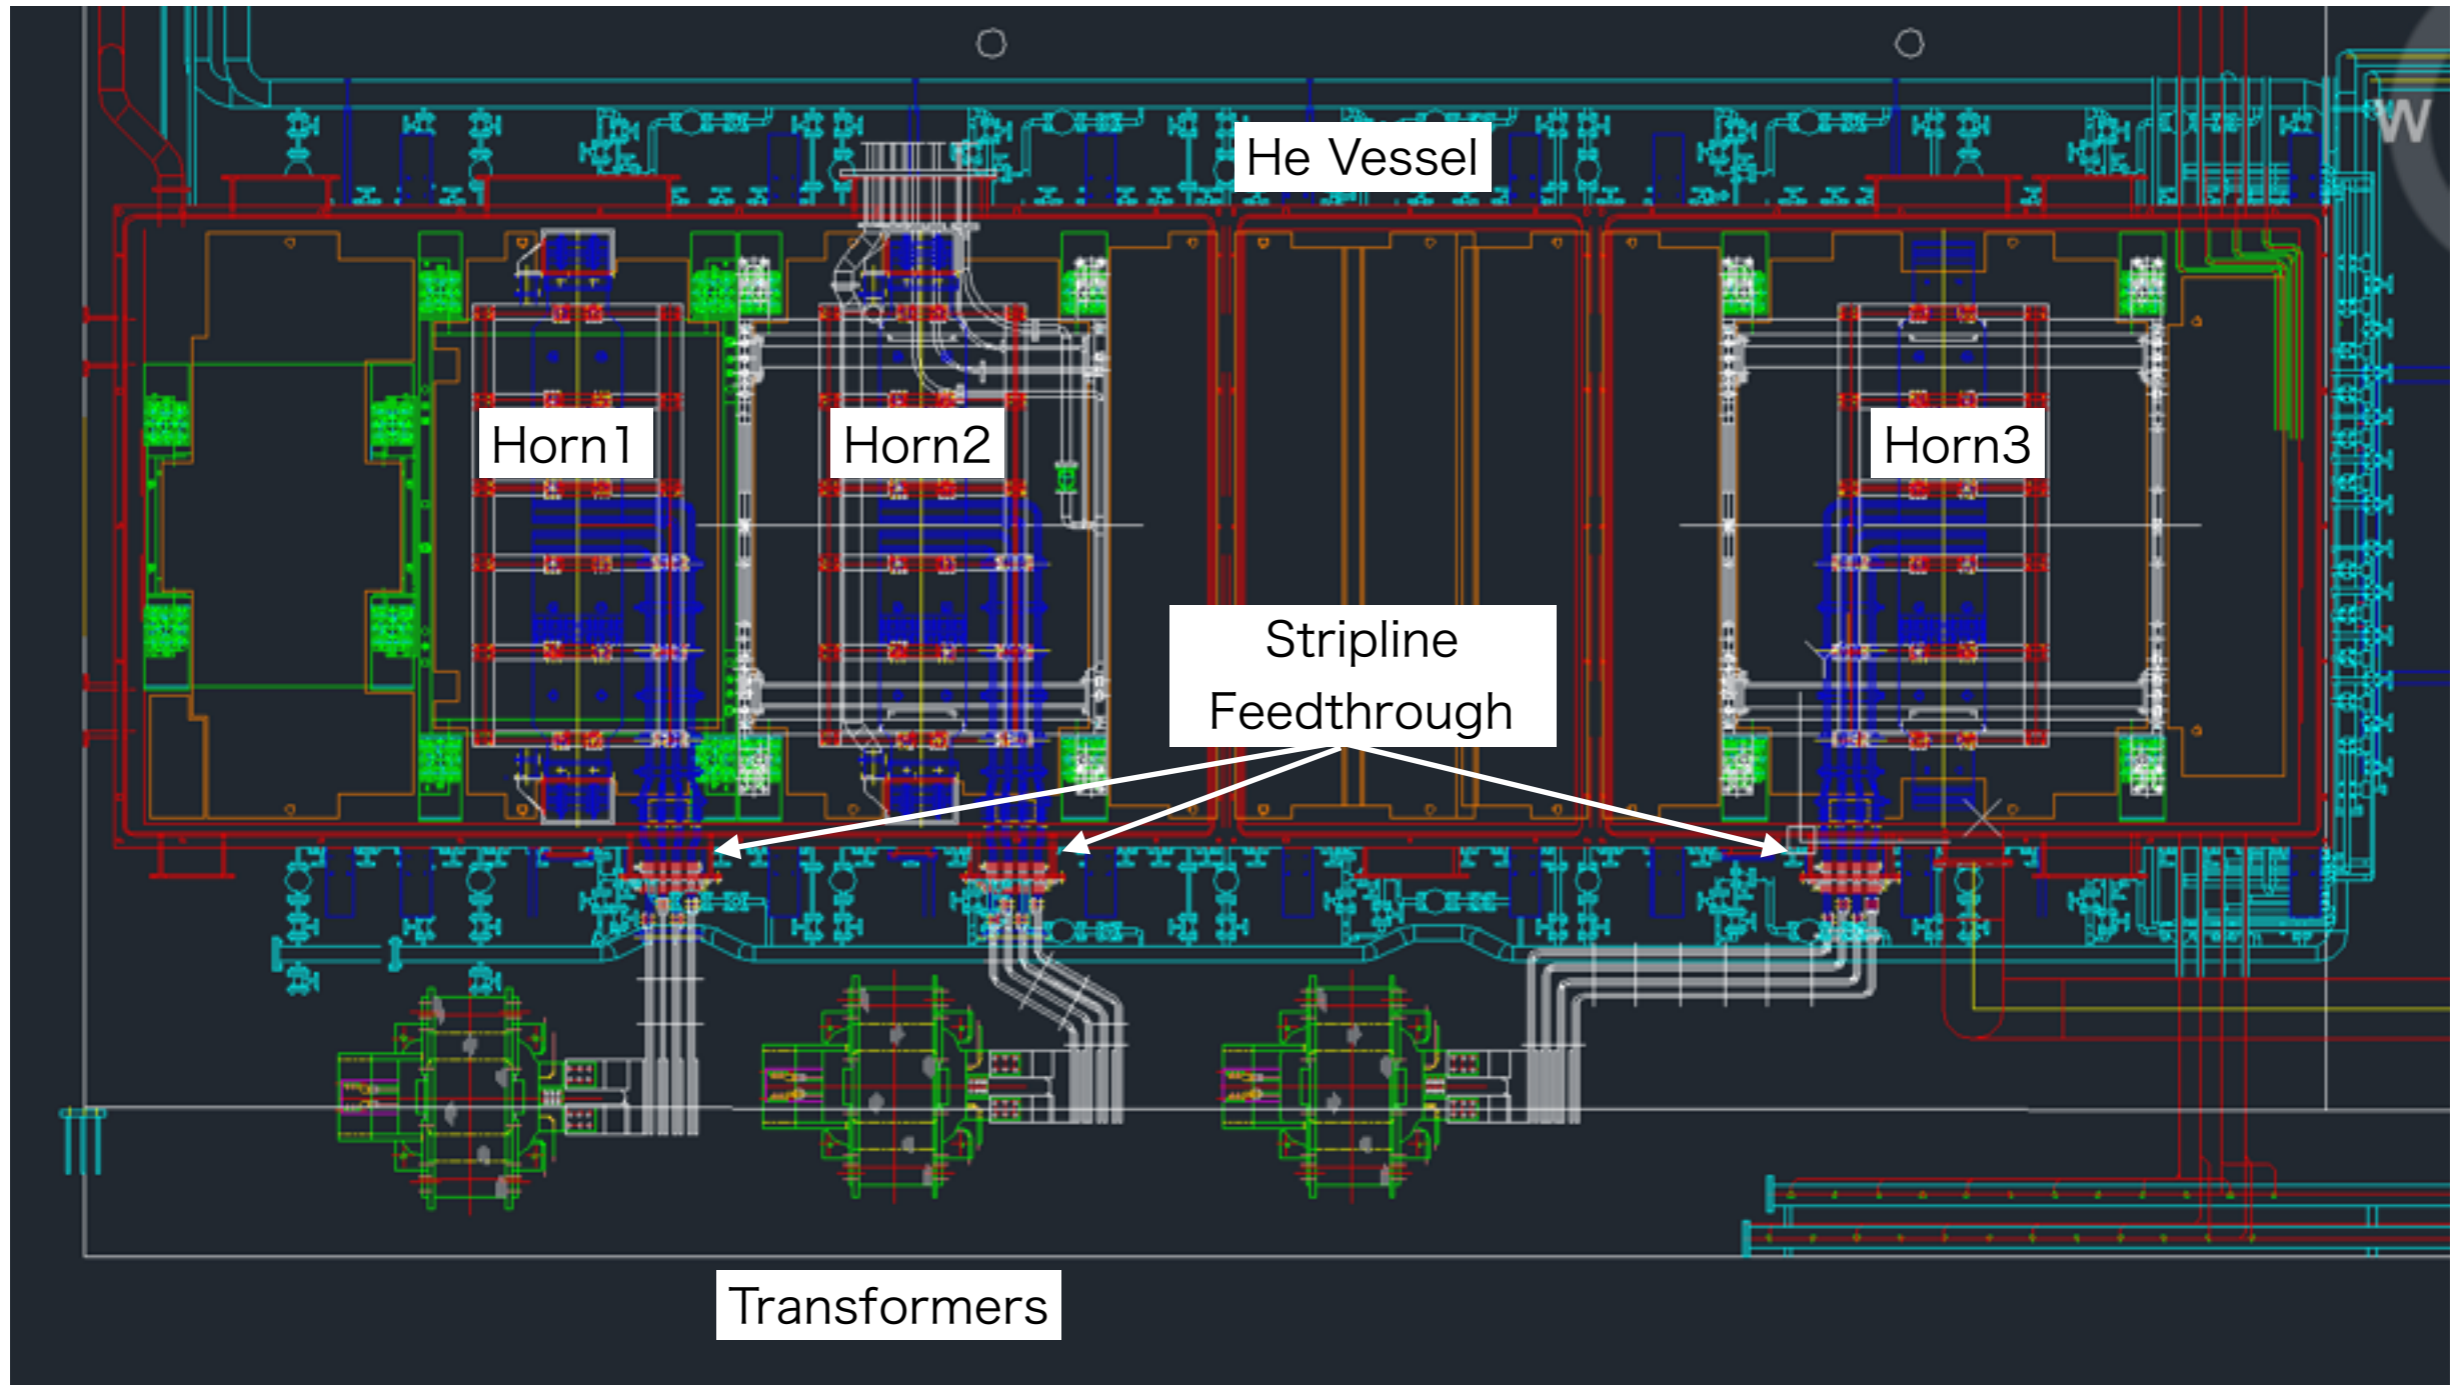 He Vessel
W
Horn1
Horn2
Horn3
Stripline
Feedthrough
Transformers